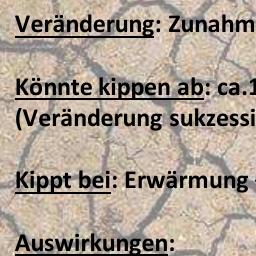 Veränderung: Zunahm
Könnte kippen ab: ca.1
(Veränderung sukzessi
Kippt bei: Erwärmung
Auswirkungen: